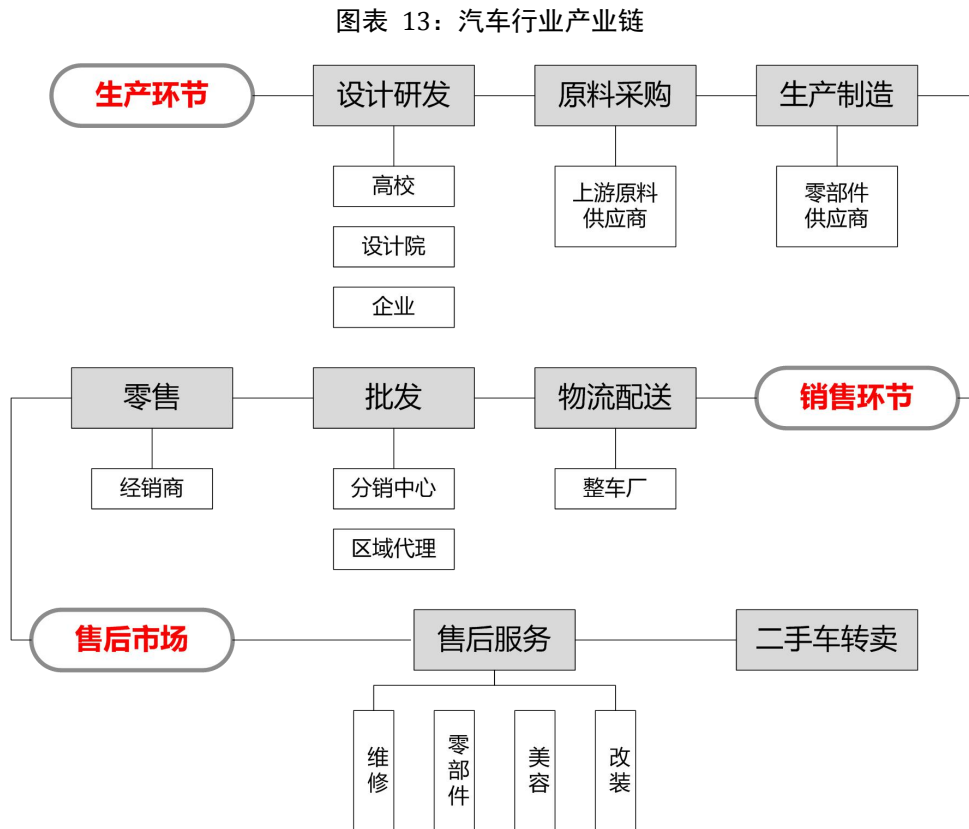 图表 13：汽车行业产业链
生产环节
设计研发
原料采购
生产制造
高校
设计院
企业
上游原料
供应商
零部件
供应商
零售
批发
物流配送
销售环节
经销商
分销中心
区域代理
整车厂
售后市场
售后服务
二手车转卖
维修
零部件
美容
改装